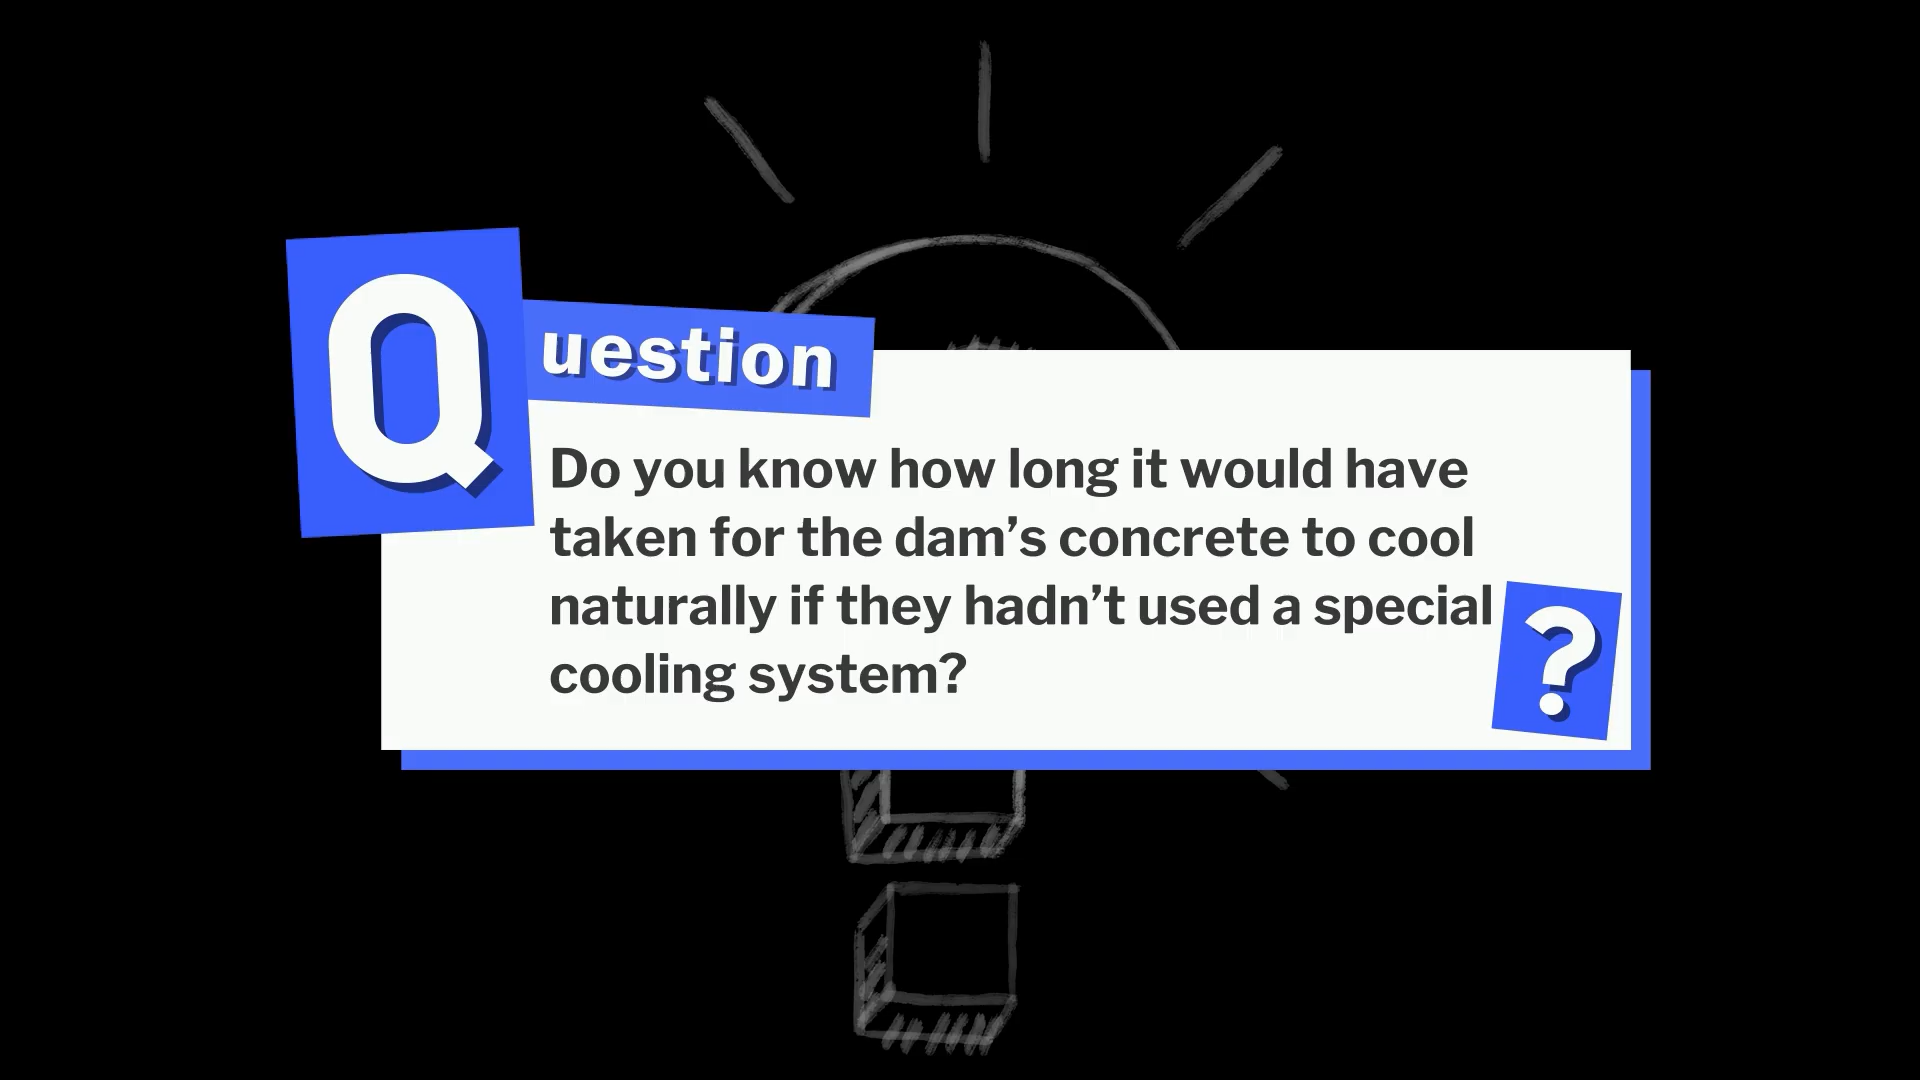 Question
Do you know how long it would have
taken for the dam’s concrete to cool
naturally if they hadn’t used a special
cooling system?
?